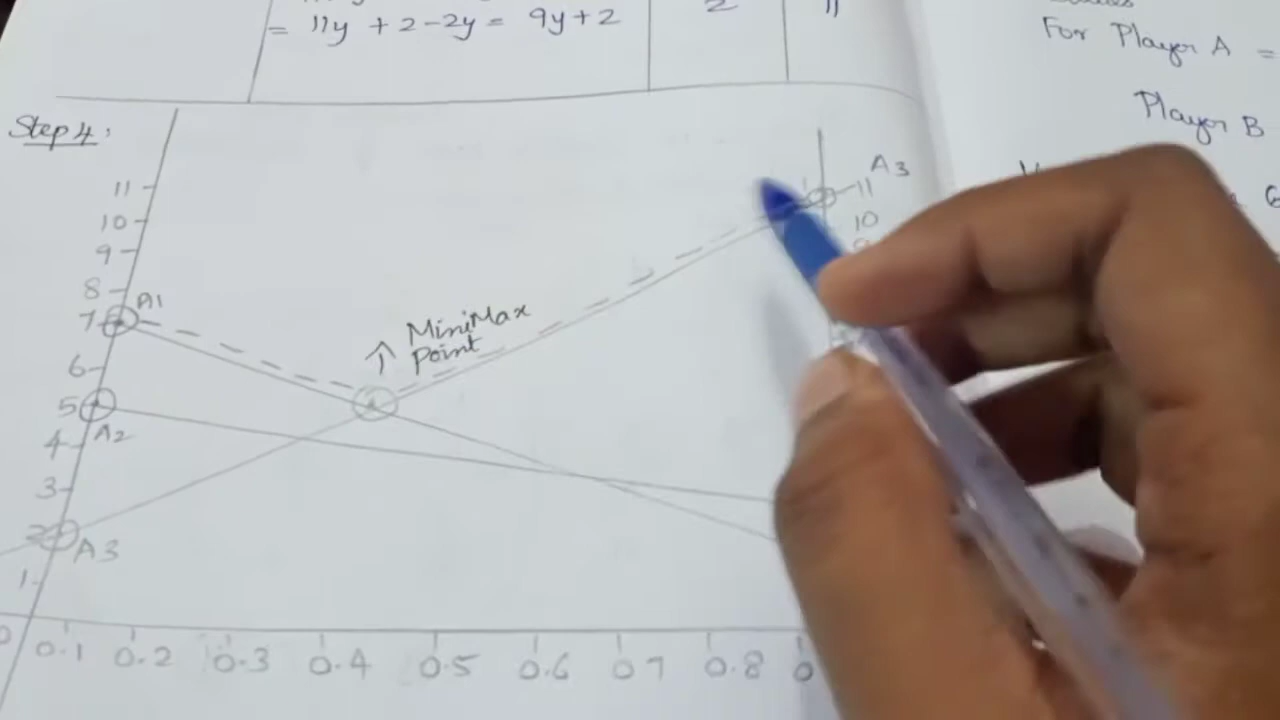 = 11y + 2 - 2y = 9y + 2
2
11
For Player A =
Player B
Step 4:
11
10
9
8
7
6
5
4
3
2
1
A1
A2
A3
MiniMax
Point
A3
11
10
0.1 0.2 0.3 0.4 0.5 0.6 0.7 0.8